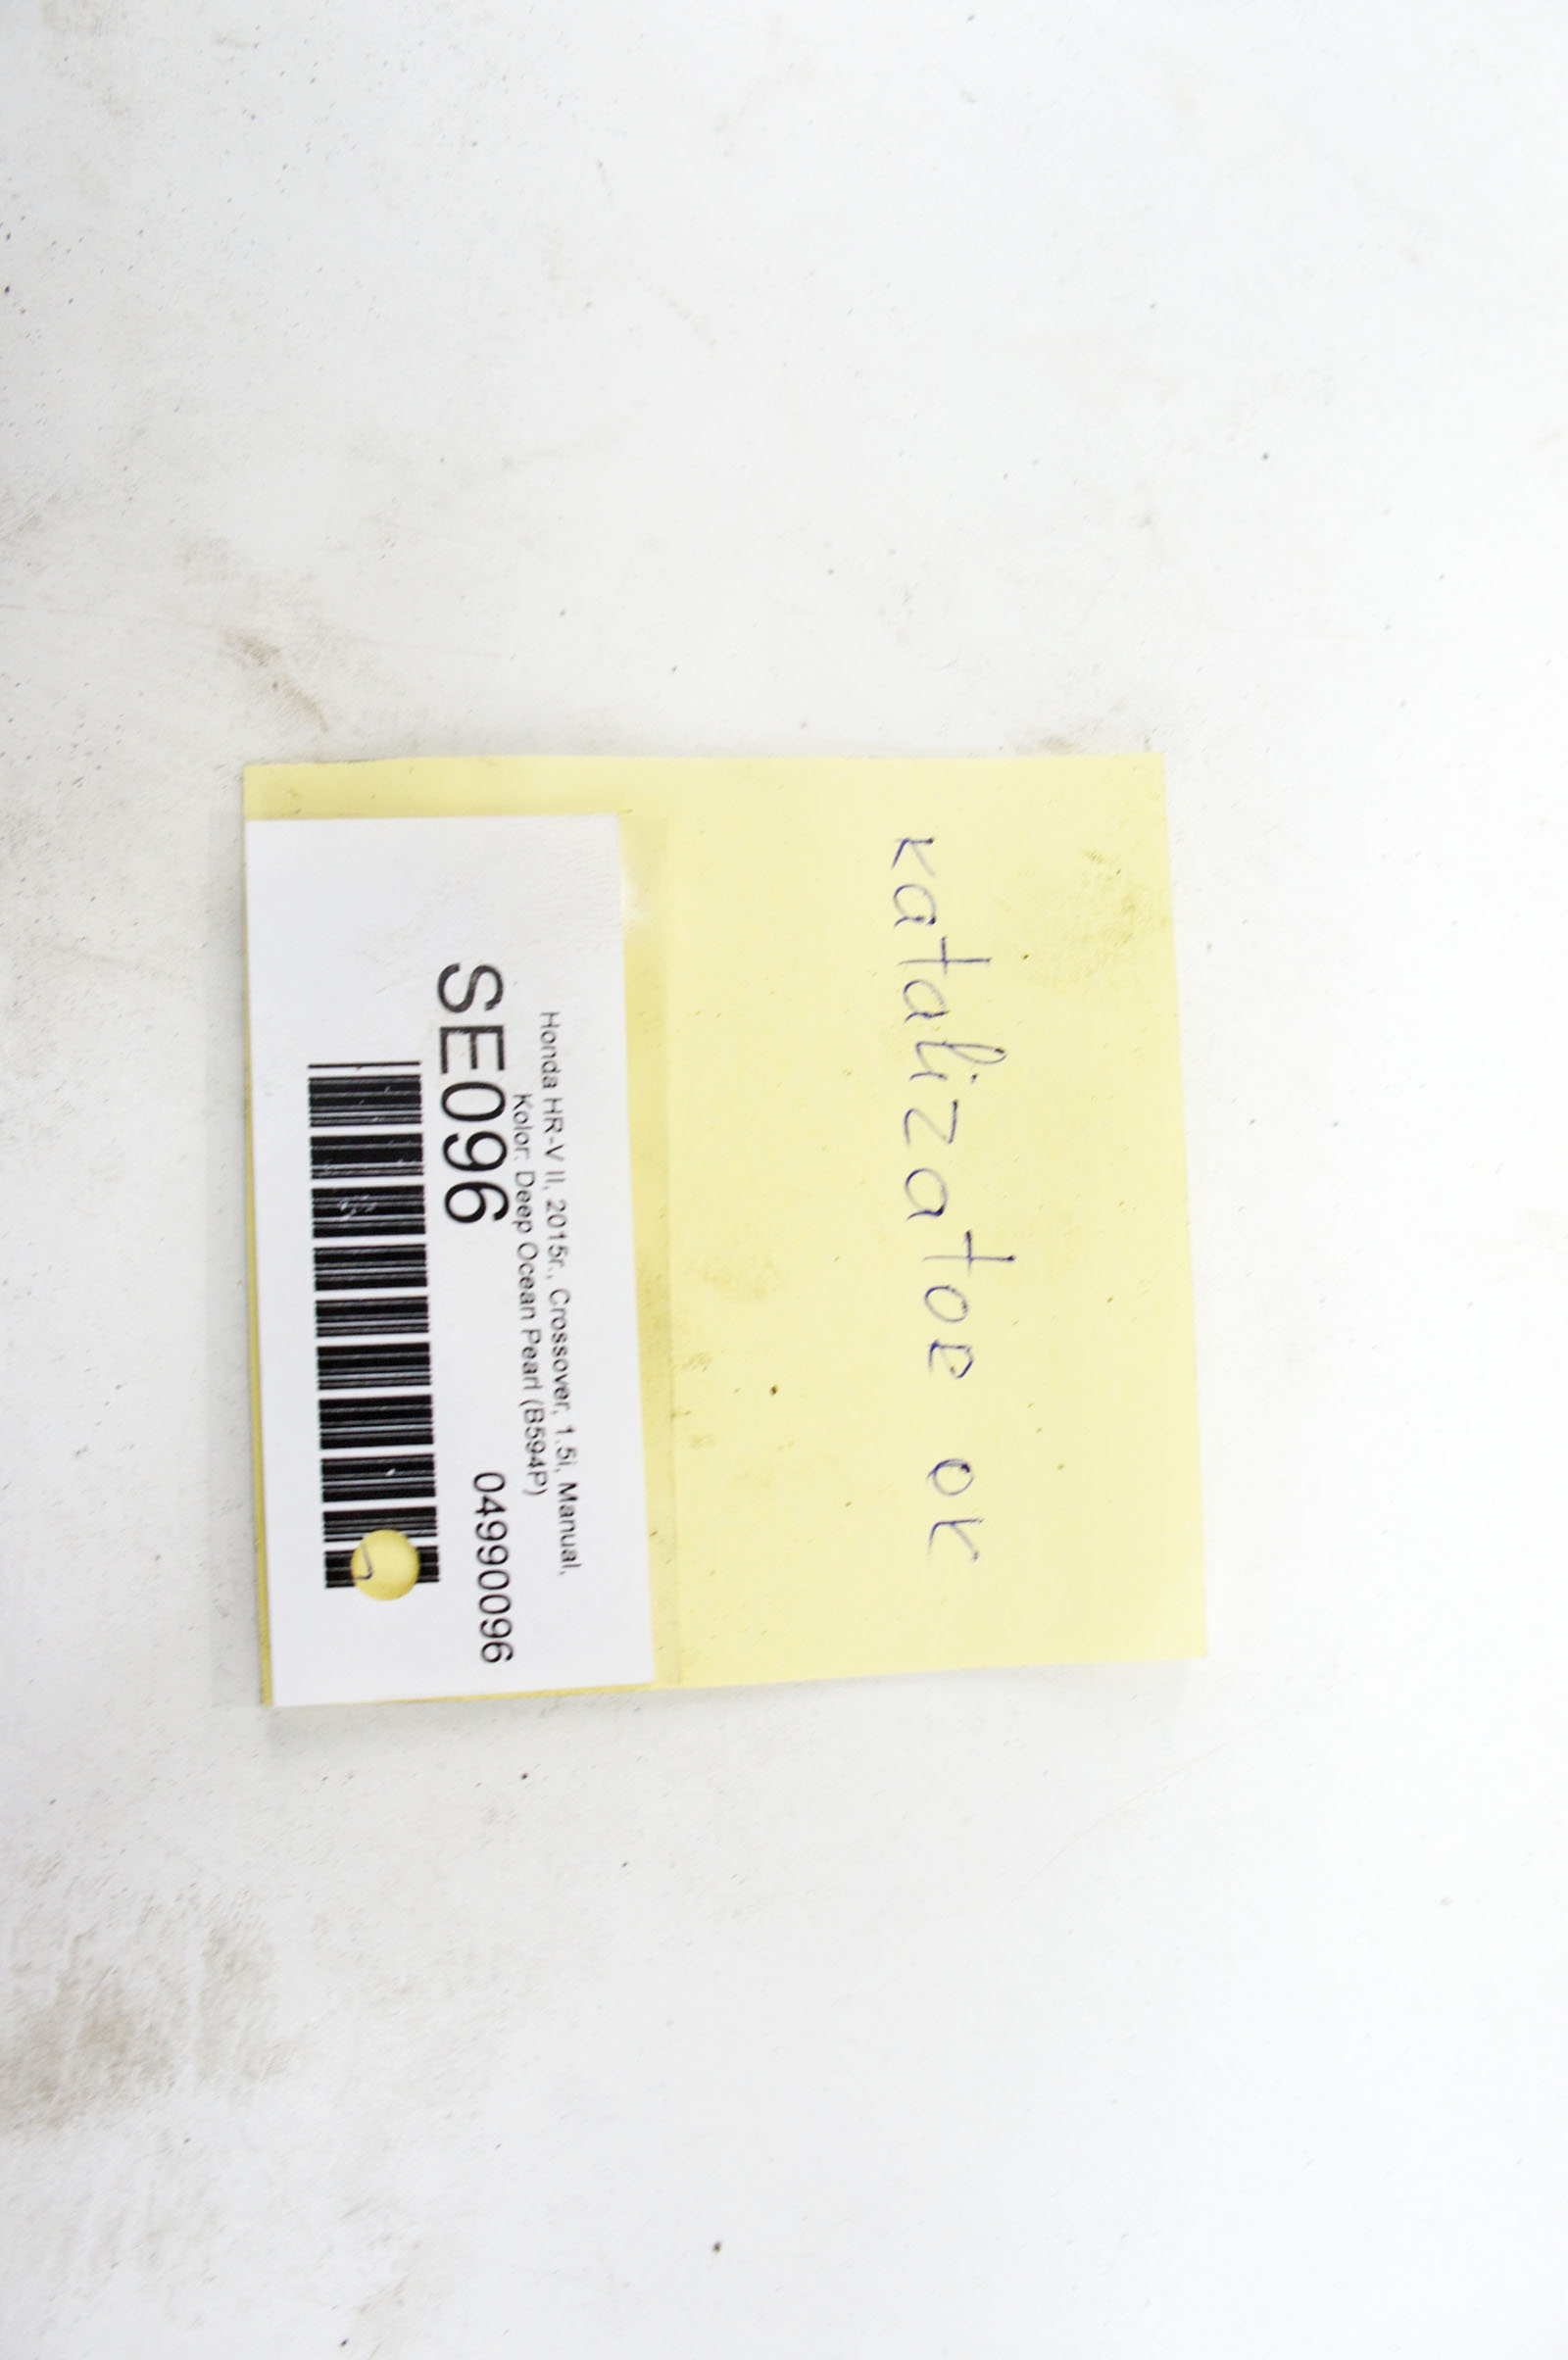 katalizator ok
Honda HR-V II, 2015r., Crossover, 1.5i, Manual,
Kolor: Deep Ocean Pearl (B594P)
SE096 04990096